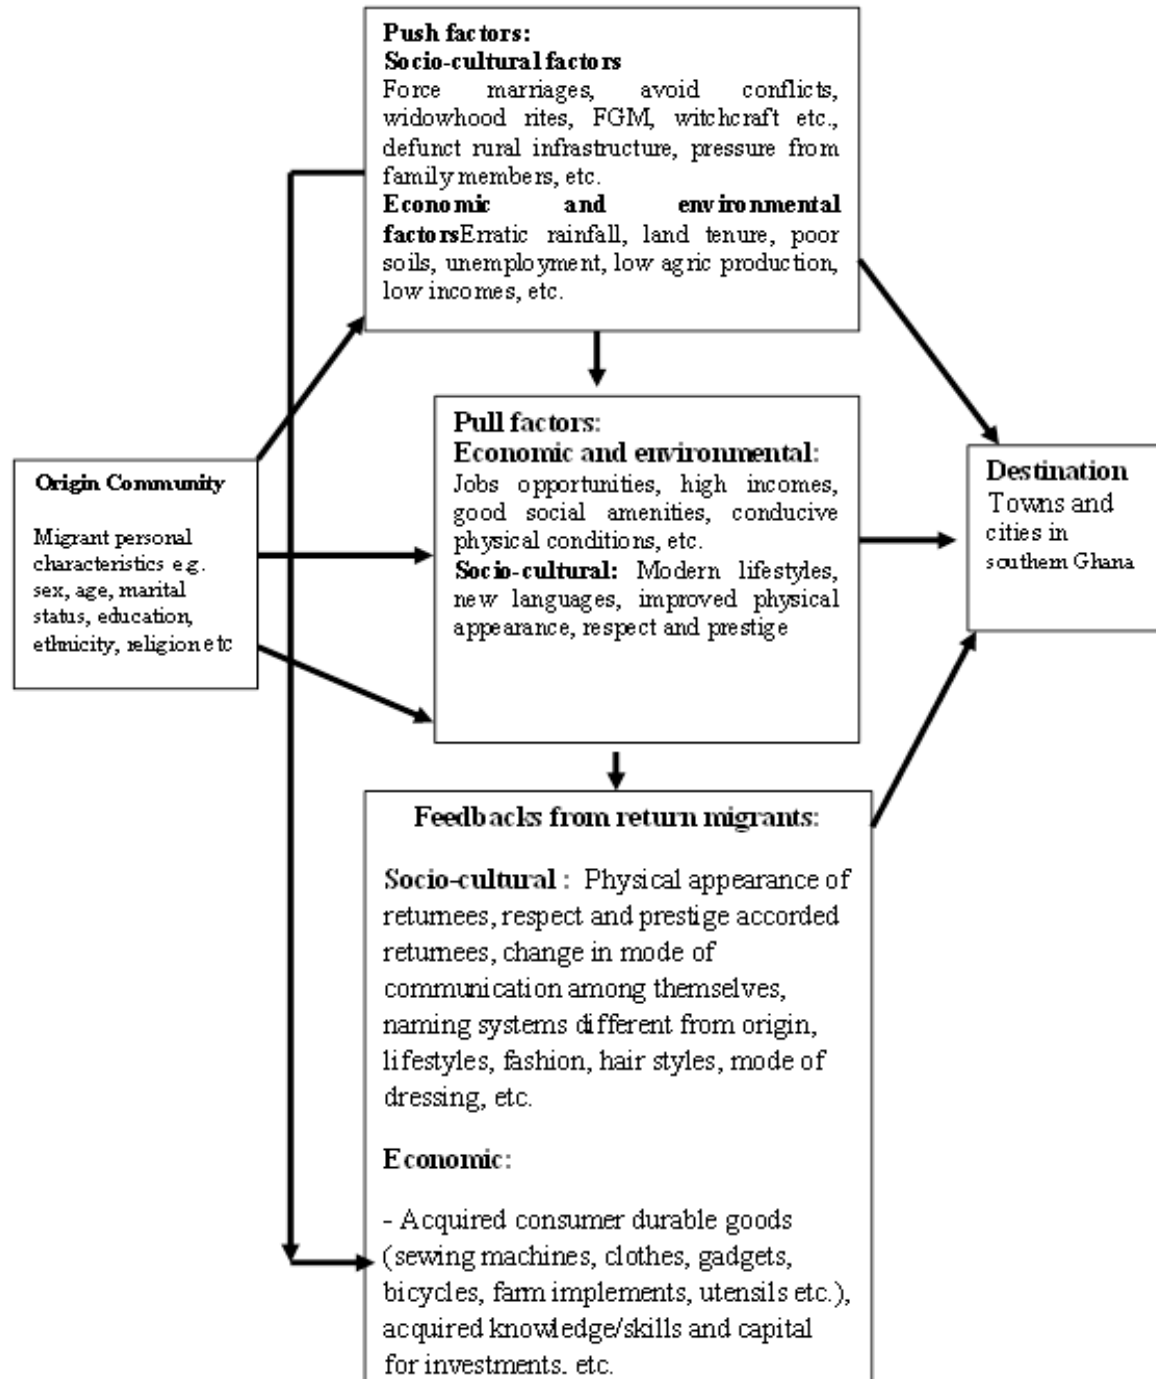 Push factors:
Socio-cultural factors
Force marriages, avoid conflicts,
widowhood rites, FGM, witchcraft etc.,
defunct rural infrastructure, pressure from
family members, etc.
Economic and environmental
factorsErratic rainfall, land tenure, poor
soils, unemployment, low agric production,
low incomes, etc.
Origin Community
Migrant personal
characteristics e.g.
sex, age, marital
status, education,
ethnicity, religion etc
Pull factors:
Economic and environmental:
Jobs opportunities, high incomes,
good social amenities, conducive
physical conditions, etc.
Socio-cultural: Modern lifestyles,
new languages, improved physical
appearance, respect and prestige
Destination
Towns and
cities in
southern Ghana
Feedbacks from return migrants:
Socio-cultural : Physical appearance of
returnees, respect and prestige accorded
returnees, change in mode of
communication among themselves,
naming systems different from origin,
lifestyles, fashion, hair styles, mode of
dressing, etc.
Economic:
- Acquired consumer durable goods
(sewing machines, clothes, gadgets,
bicycles, farm implements, utensils etc.),
acquired knowledge/skills and capital
for investments. etc.